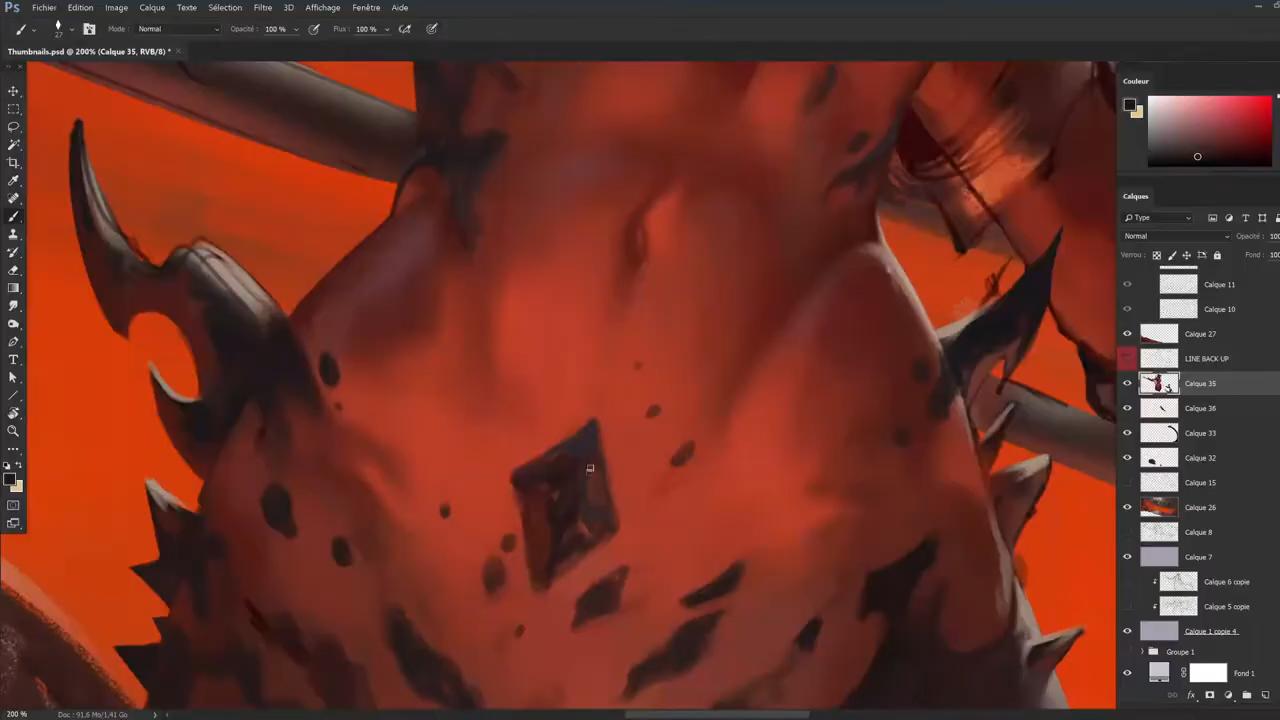 Ps Fichier Edition Image Calque Texte Sélection Filtre 3D Affichage Fenêtre Aide
27 Mode : Normal Opacité : 100 % Flux : 100 %
Thumbnails.psd @ 200% (Calque 35, RVB/8) * ×
Couleur
Calques
Type
Normal Opacité : 100
Verrou : Fond : 100
Calque 11
Calque 10
Calque 27
LINE BACK UP
Calque 35
Calque 36
Calque 33
Calque 32
Calque 15
Calque 26
Calque 8
Calque 7
Calque 6 copie
Calque 5 copie
Calque 1 copie 4
Groupe 1
Fond 1
200 % Doc : 91,6 Mo/1,41 Go